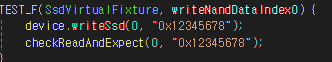 TEST_F(SsdVirtualFixture, writeNandDataIndex0) {
device.writeSsd(0, "0x12345678");
checkReadAndExpect(0, "0x12345678");